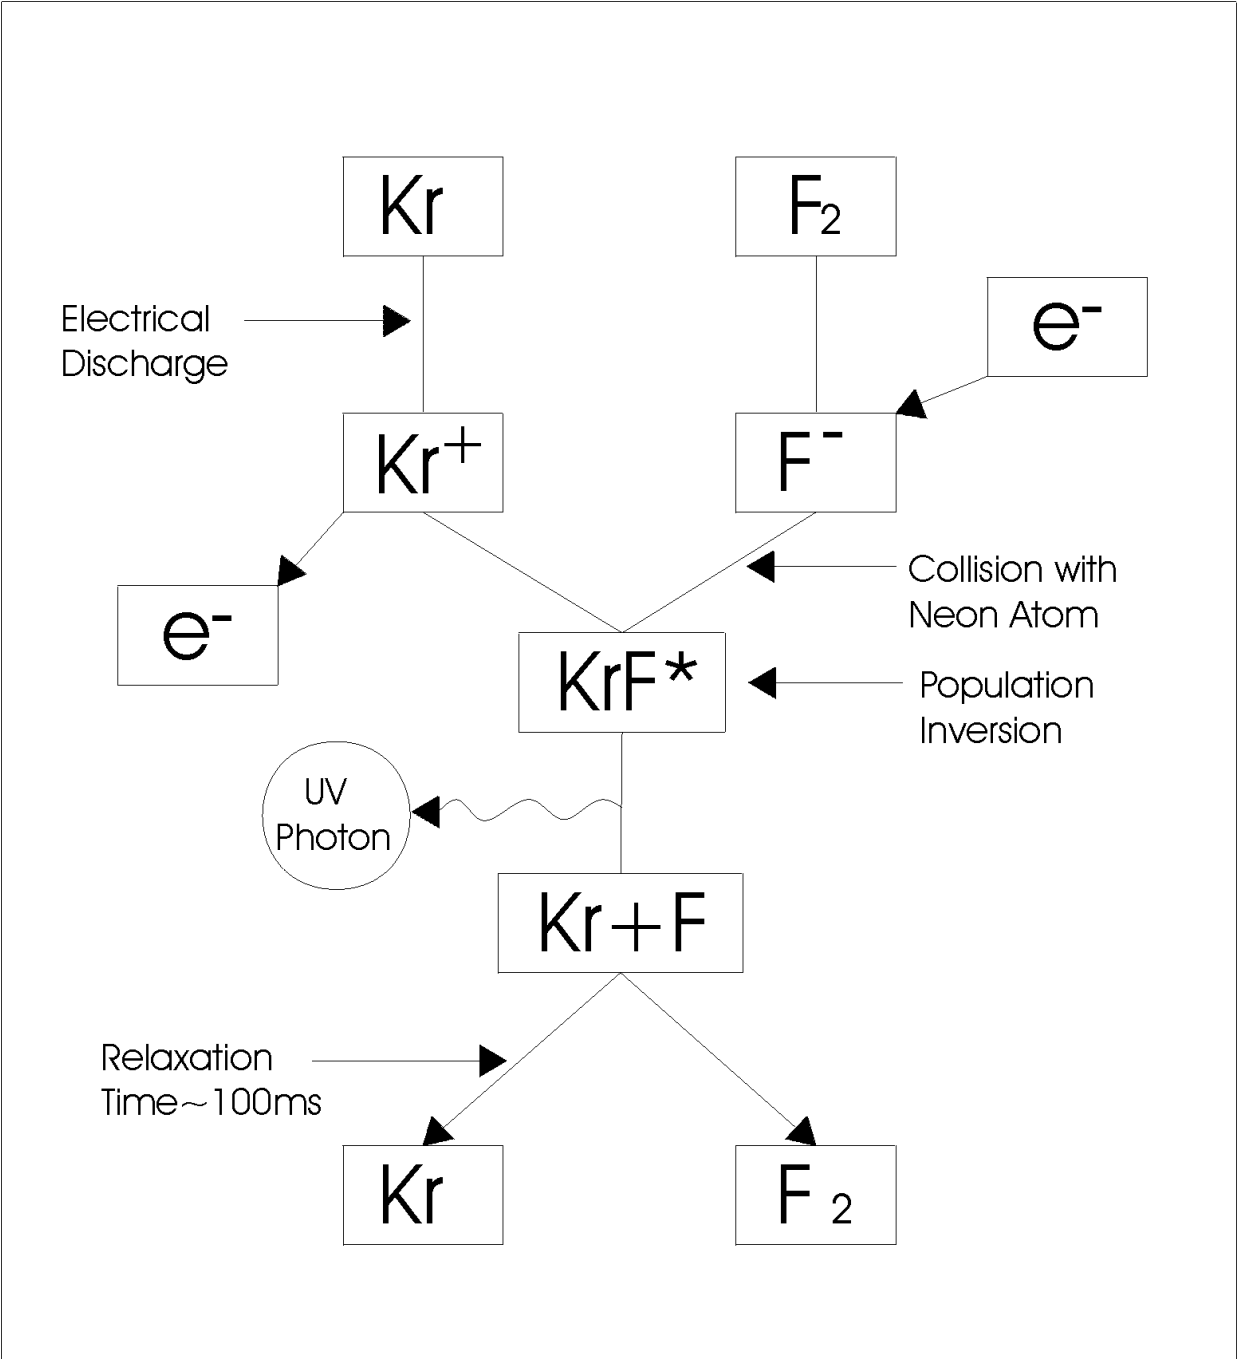 Kr
F2
Electrical
Discharge
e-
Kr+
F-
e-
Collision with
Neon Atom
KrF*
Population
Inversion
UV
Photon
Kr+F
Relaxation
Time~100ms
Kr
F 2